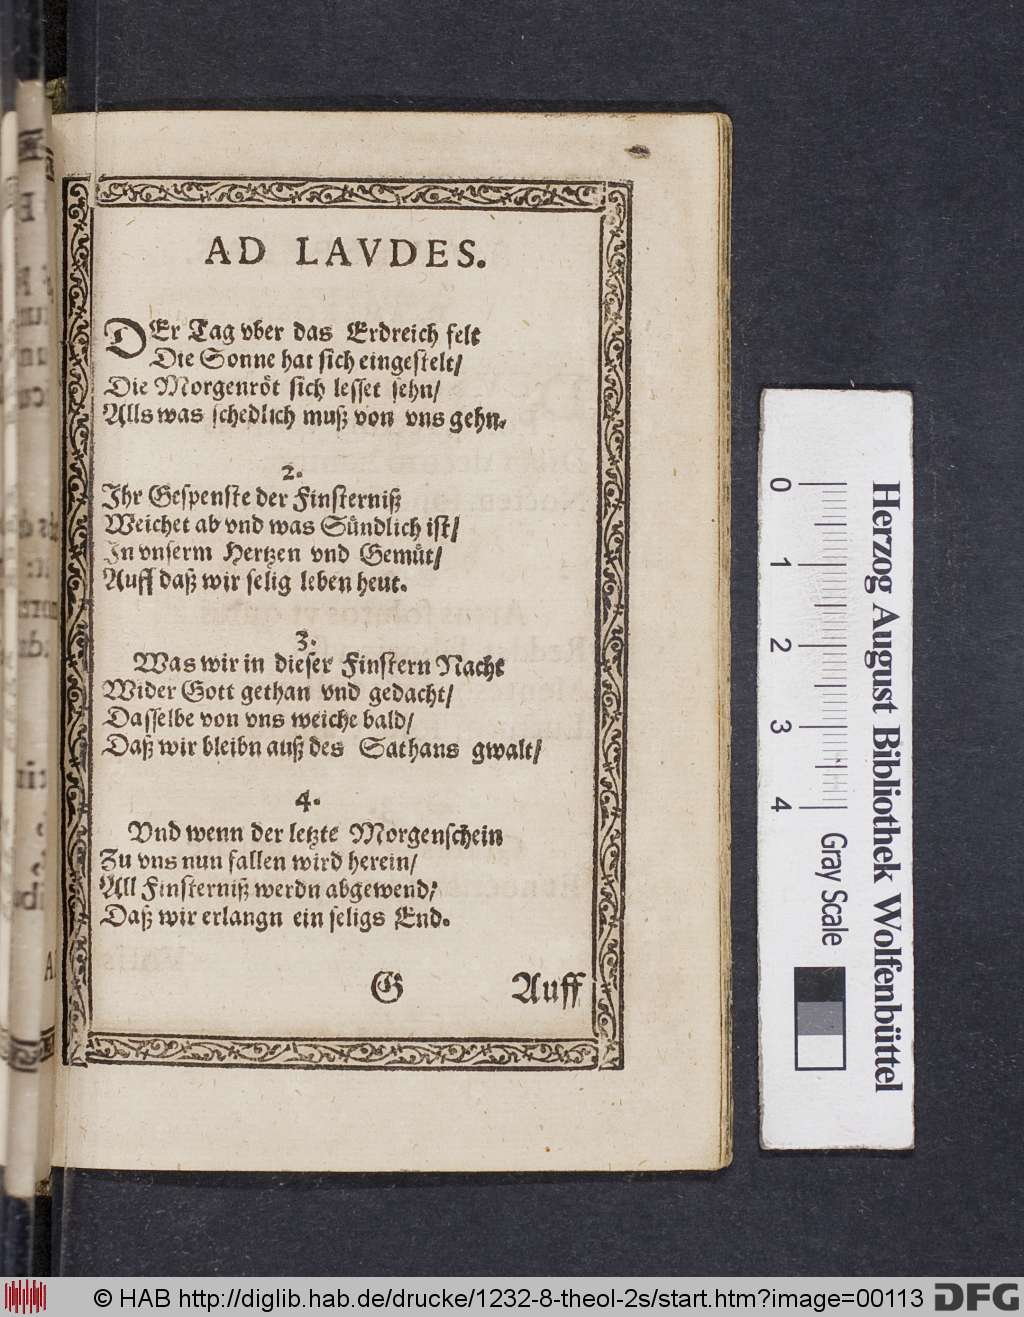 AD LAVDES.
DEr Tag vber das Erdreich felt
Die Sonne hat sich eingestelt/
Die Morgenröt sich lesset sehn/
Alls was schedlich muß von vns gehn.
2.
Ihr Gespenste der Finsterniß
Weichet ab vnd was Sündlich ist/
In vnserm Hertzen vnd Gemüt/
Auff daß wir selig leben heut.
3.
Was wir in dieser Finstern Nacht
Wider Gott gethan vnd gedacht/
Dasselbe von vns weiche bald/
Daß wir bleibn auß des Sathans gwalt/
4.
Vnd wenn der letzte Morgenschein
Zu vns nun fallen wird herein/
All Finsterniß werdn abgewend/
Daß wir erlangn ein seligs End.
G Auff
Herzog August Bibliothek Wolfenbüttel
0 1 2 3 4 Gray Scale
© HAB http://diglib.hab.de/drucke/1232-8-theol-2s/start.htm?image=00113 DFG